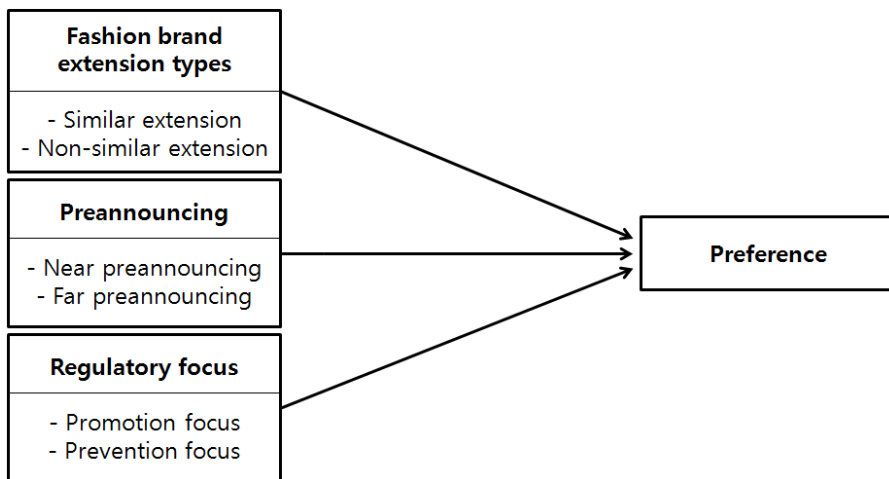 Fashion brand
extension types
- Similar extension
- Non-similar extension
Preannouncing
- Near preannouncing
- Far preannouncing
Regulatory focus
- Promotion focus
- Prevention focus
Preference